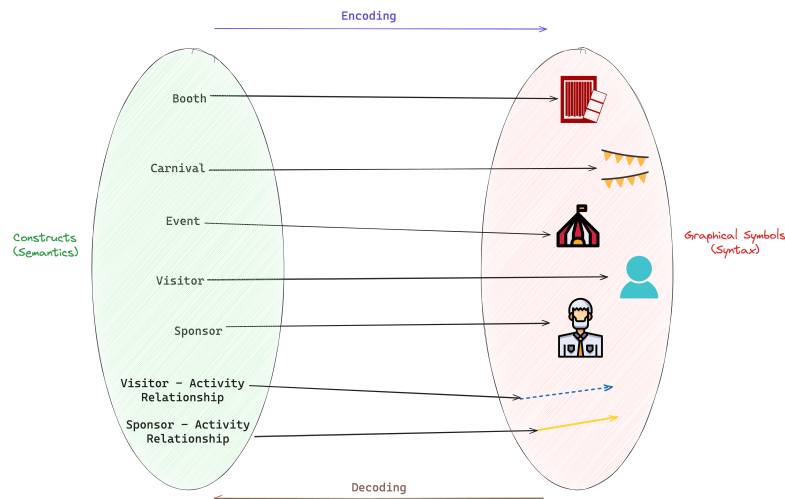 Encoding
Booth
Carnival
Event
Constructs
(Semantics)
Graphical Symbols
(Syntax)
Visitor
Sponsor
Visitor – Activity
Relationship
Sponsor – Activity
Relationship
Decoding